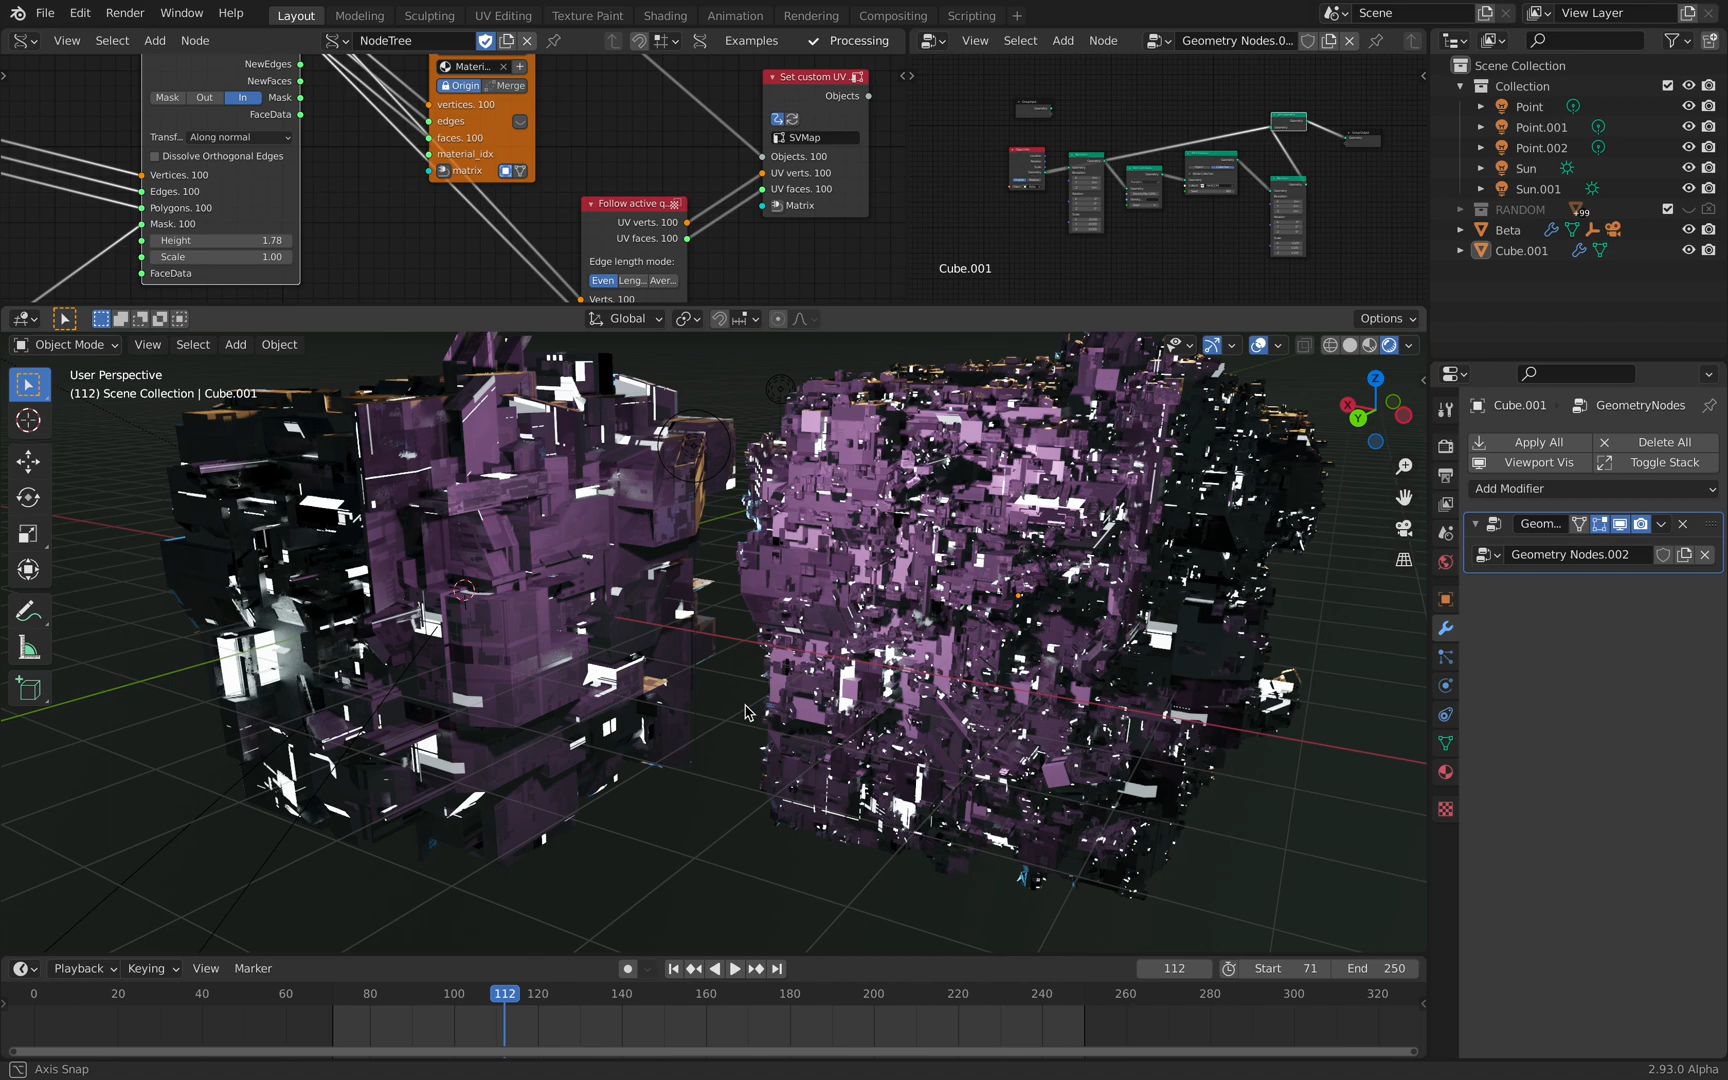 File Edit Render Window Help Layout Modeling Sculpting UV Editing Texture Paint Shading Animation Rendering Compositing Scripting + Scene View Layer
View Select Add Node NodeTree Examples Processing
View Select Add Node Geometry Nodes.0...
NewEdges
NewFaces
Mask Out In Mask
FaceData
Transf... Along normal
Dissolve Orthogonal Edges
Vertices. 100
Edges. 100
Polygons. 100
Mask. 100
Height 1.78
Scale 1.00
FaceData
Materi...
Origin Merge
vertices. 100
edges
faces. 100
material_idx
matrix
Follow active q...
UV verts. 100
UV faces. 100
Edge length mode:
Even Leng... Aver...
Verts. 100
Set custom UV ...
Objects
SVMap
Objects. 100
UV verts. 100
UV faces. 100
Matrix
Cube.001
Scene Collection
Collection
Point
Point.001
Point.002
Sun
Sun.001
RANDOM +99
Beta
Cube.001
Global Options
Object Mode View Select Add Object
User Perspective
(112) Scene Collection | Cube.001
Z
X
Y
Cube.001 GeometryNodes
Apply All Delete All
Viewport Vis Toggle Stack
Add Modifier
Geom...
Geometry Nodes.002
Playback Keying View Marker 112 Start 71 End 250
0 20 40 60 80 100 112 120 140 160 180 200 220 240 260 280 300 320
Axis Snap 2.93.0 Alpha